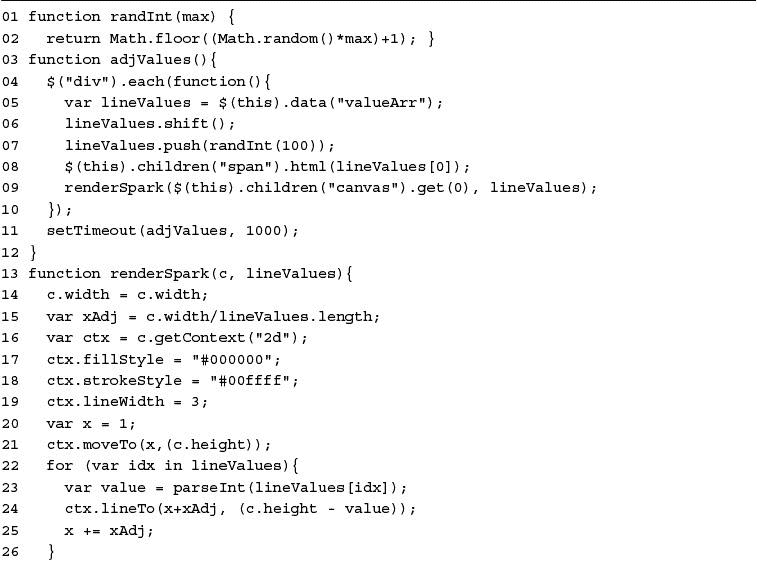 01 function randInt(max) {
02   return Math.floor((Math.random()*max)+1); }
03 function adjValues(){
04   $("div").each(function(){
05     var lineValues = $(this).data("valueArr");
06     lineValues.shift();
07     lineValues.push(randInt(100));
08     $(this).children("span").html(lineValues[0]);
09     renderSpark($(this).children("canvas").get(0), lineValues);
10   });
11   setTimeout(adjValues, 1000);
12 }
13 function renderSpark(c, lineValues){
14   c.width = c.width;
15   var xAdj = c.width/lineValues.length;
16   var ctx = c.getContext("2d");
17   ctx.fillStyle = "#000000";
18   ctx.strokeStyle = "#00ffff";
19   ctx.lineWidth = 3;
20   var x = 1;
21   ctx.moveTo(x,(c.height));
22   for (var idx in lineValues){
23     var value = parseInt(lineValues[idx]);
24     ctx.lineTo(x+xAdj, (c.height - value));
25     x += xAdj;
26   }